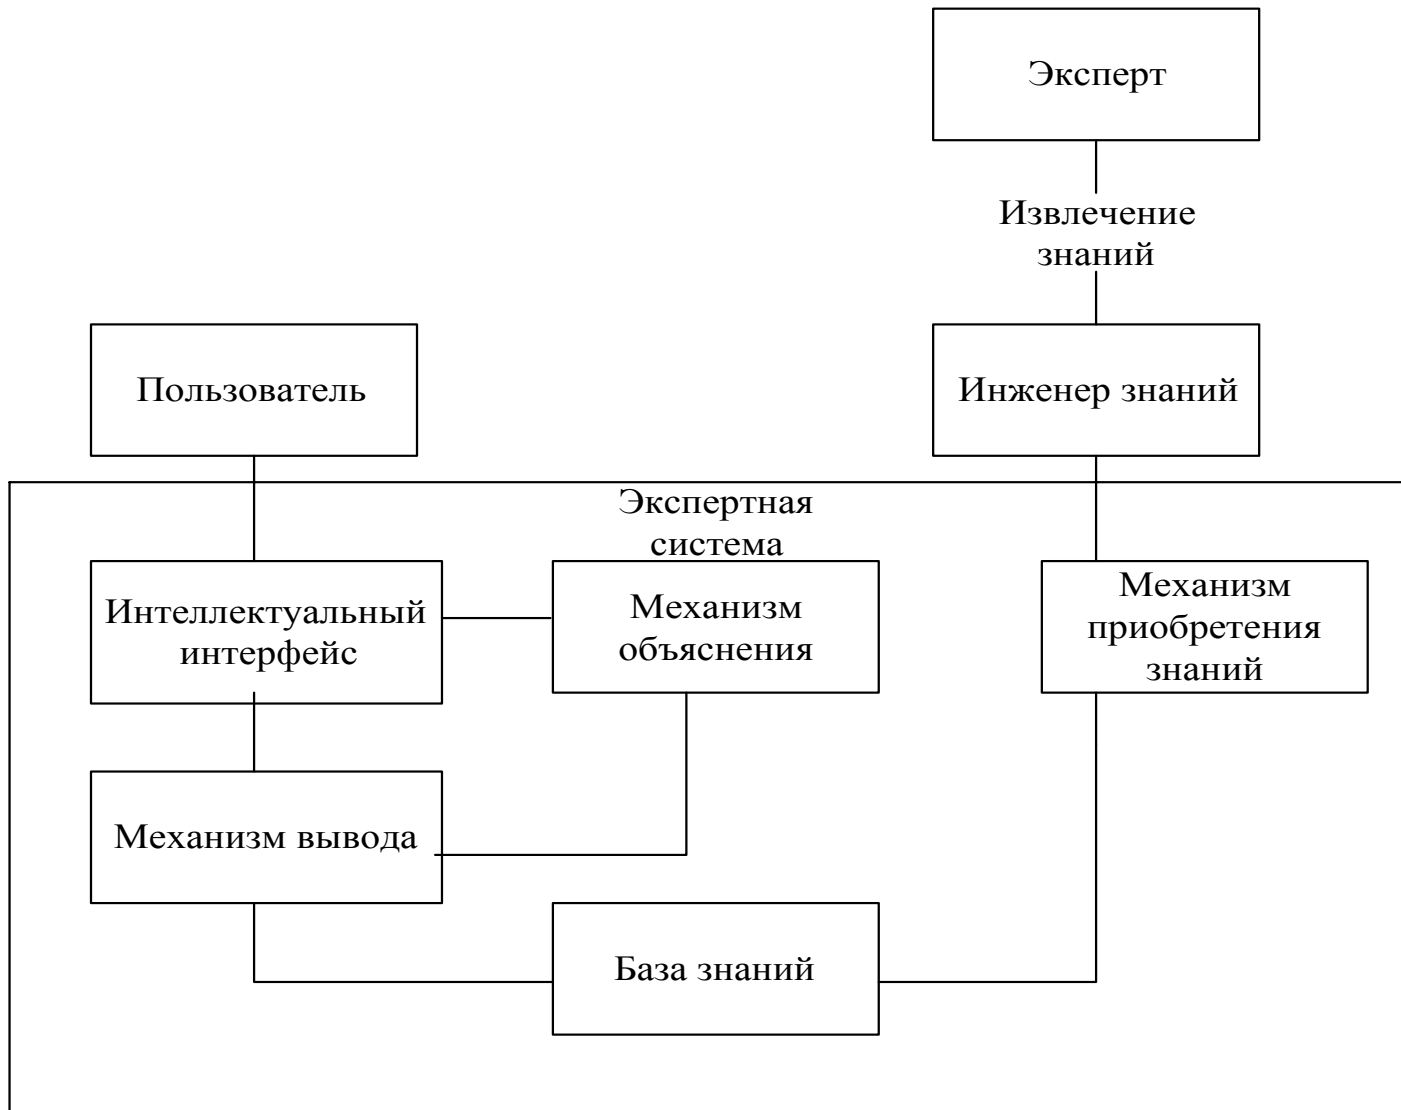 Эксперт
Извлечение
знаний
Пользователь
Инженер знаний
Экспертная
система
Интеллектуальный
интерфейс
Механизм
объяснения
Механизм
приобретения
знаний
Механизм вывода
База знаний